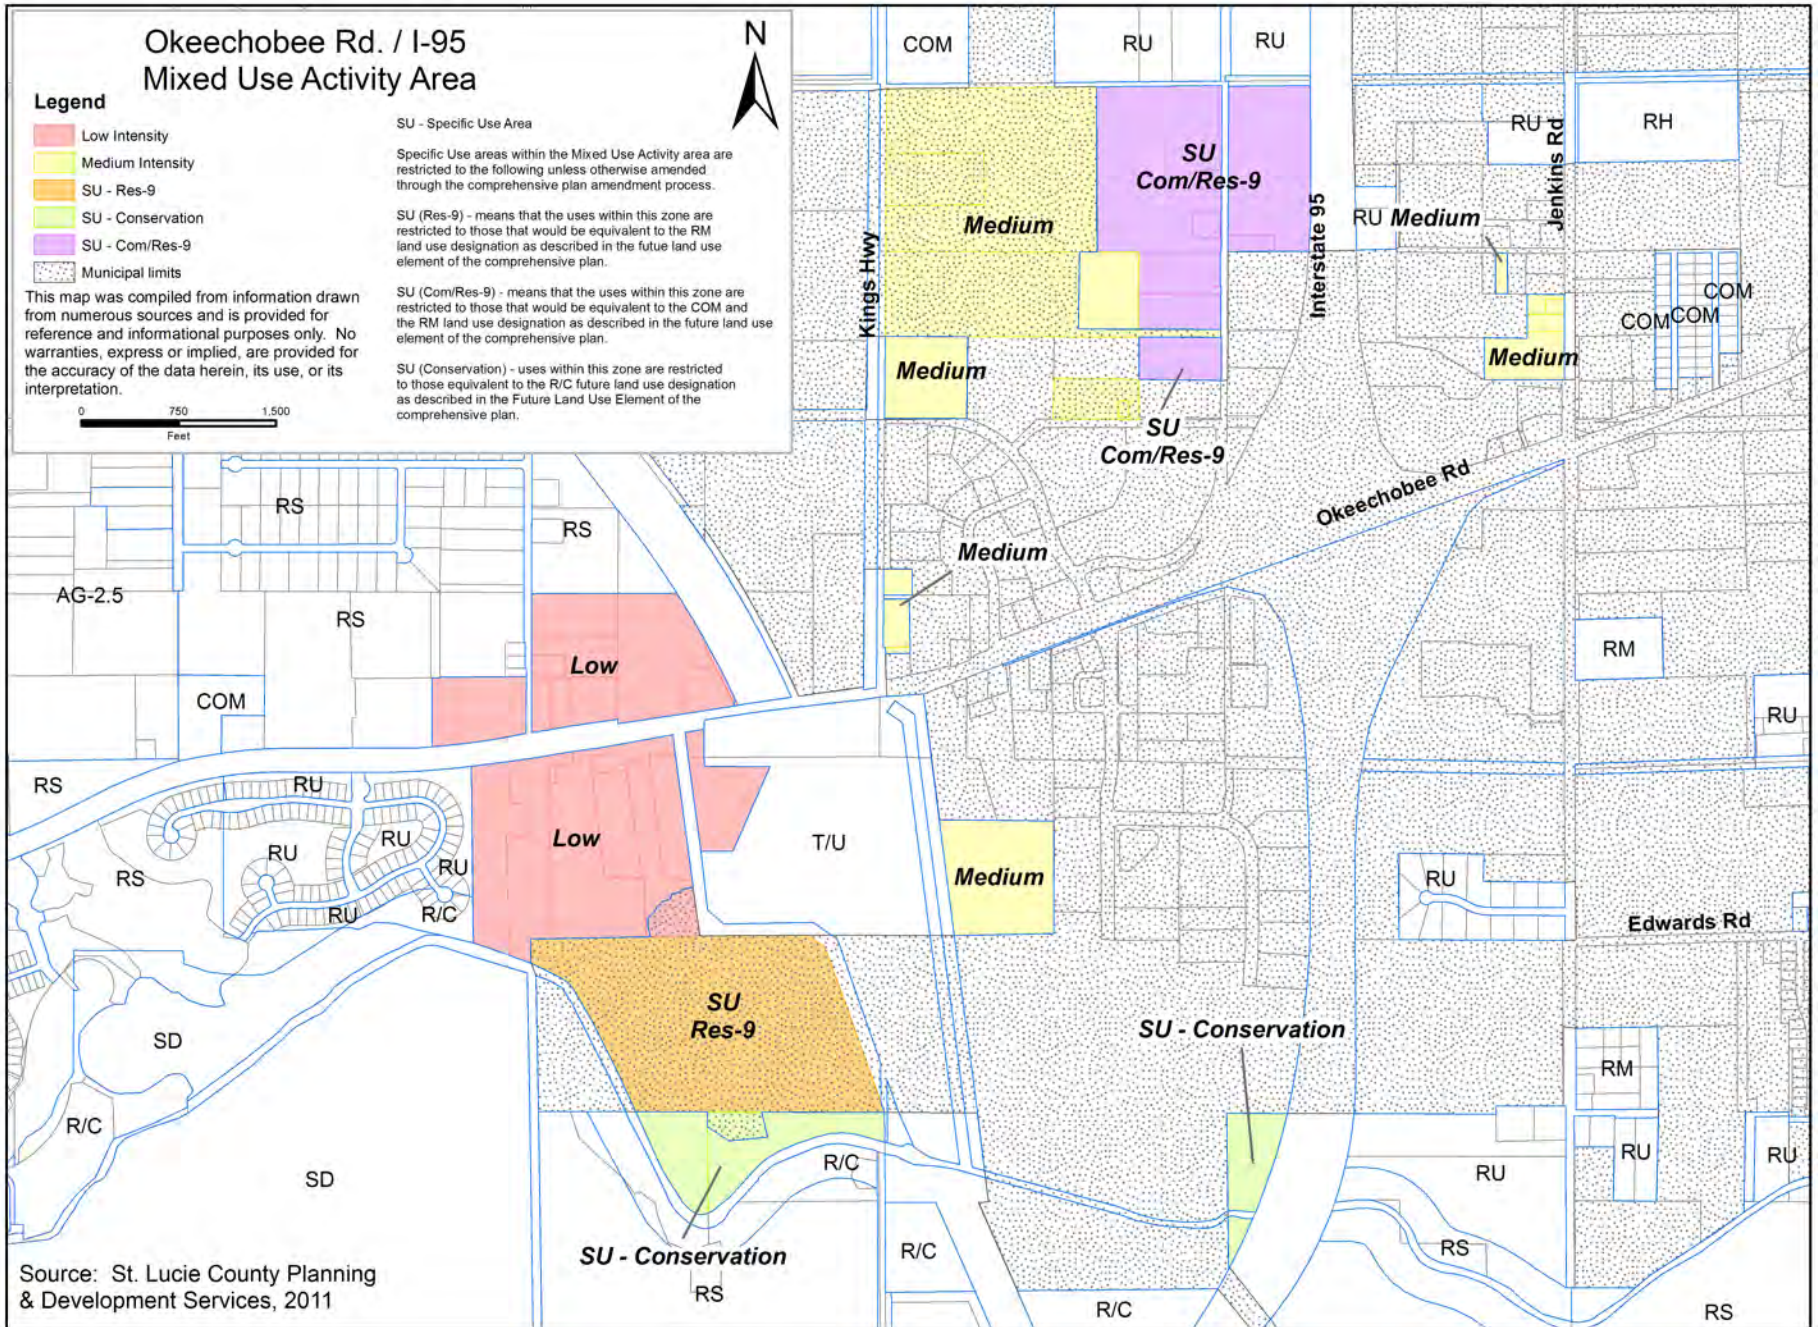 Okeechobee Rd. / I-95
Mixed Use Activity Area
N
Legend
Low Intensity
Medium Intensity
SU - Res-9
SU - Conservation
SU - Com/Res-9
Municipal limits
This map was compiled from information drawn
from numerous sources and is provided for
reference and informational purposes only. No
warranties, express or implied, are provided for
the accuracy of the data herein, its use, or its
interpretation.
0 750 1,500
Feet
SU - Specific Use Area
Specific Use areas within the Mixed Use Activity area are
restricted to the following unless otherwise amended
through the comprehensive plan amendment process.
SU (Res-9) - means that the uses within this zone are
restricted to those that would be equivalent to the RM
land use designation as described in the futue land use
element of the comprehensive plan.
SU (Com/Res-9) - means that the uses within this zone are
restricted to those that would be equivalent to the COM and
the RM land use designation as described in the future land use
element of the comprehensive plan.
SU (Conservation) - uses within this zone are restricted
to those equivalent to the R/C future land use designation
as described in the Future Land Use Element of the
comprehensive plan.
COM
RU
RU
RU
RH
SU
Com/Res-9
Jenkins Rd
Medium
RU
Medium
Kings Hwy
Interstate 95
COM
COM
COM
Medium
Medium
SU
Com/Res-9
Okeechobee Rd
RS
RS
Medium
AG-2.5
RS
Low
RM
COM
RU
RS
RU
RU
RU
RU
RS
RU
R/C
Low
T/U
Medium
RU
Edwards Rd
SU
Res-9
SU - Conservation
SD
RM
R/C
SD
R/C
RU
RU
RU
SU - Conservation
R/C
RS
RS
R/C
RS
Source: St. Lucie County Planning
& Development Services, 2011